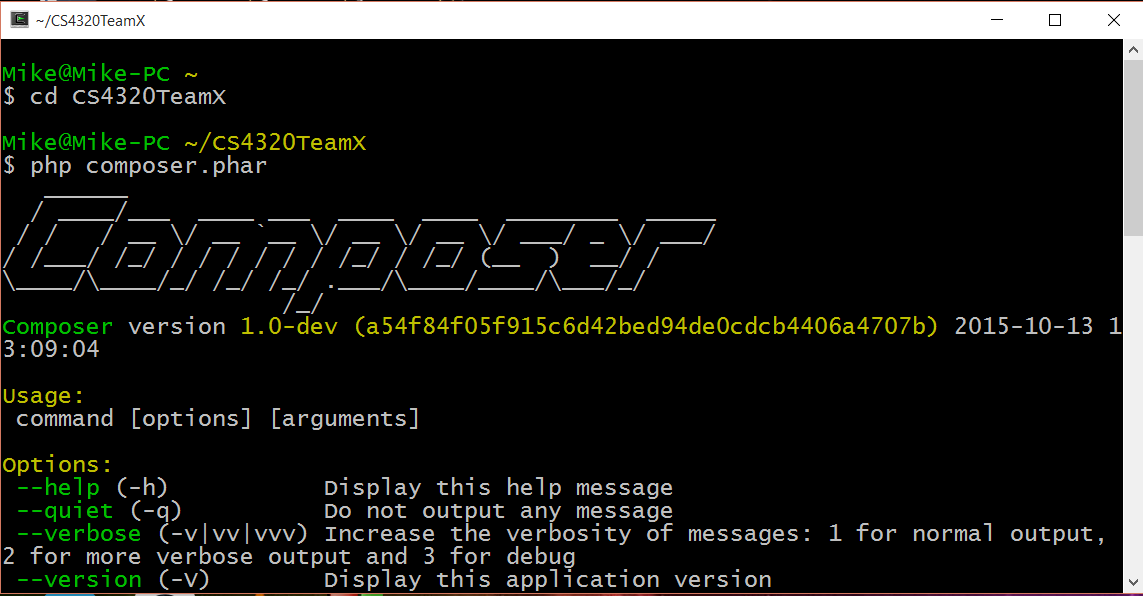 ~/CS4320TeamX
Mike@Mike-PC ~
$ cd CS4320TeamX
Mike@Mike-PC ~/CS4320TeamX
$ php composer.phar
Composer
Composer version 1.0-dev (a54f84f05f915c6d42bed94de0cdcb4406a4707b) 2015-10-13 1
3:09:04
Usage:
command [options] [arguments]
Options:
--help (-h) Display this help message
--quiet (-q) Do not output any message
--verbose (-v|vv|vvv) Increase the verbosity of messages: 1 for normal output,
2 for more verbose output and 3 for debug
--version (-V) Display this application version